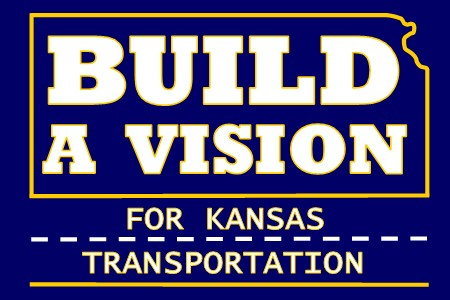 BUILD
A VISION
FOR KANSAS
TRANSPORTATION